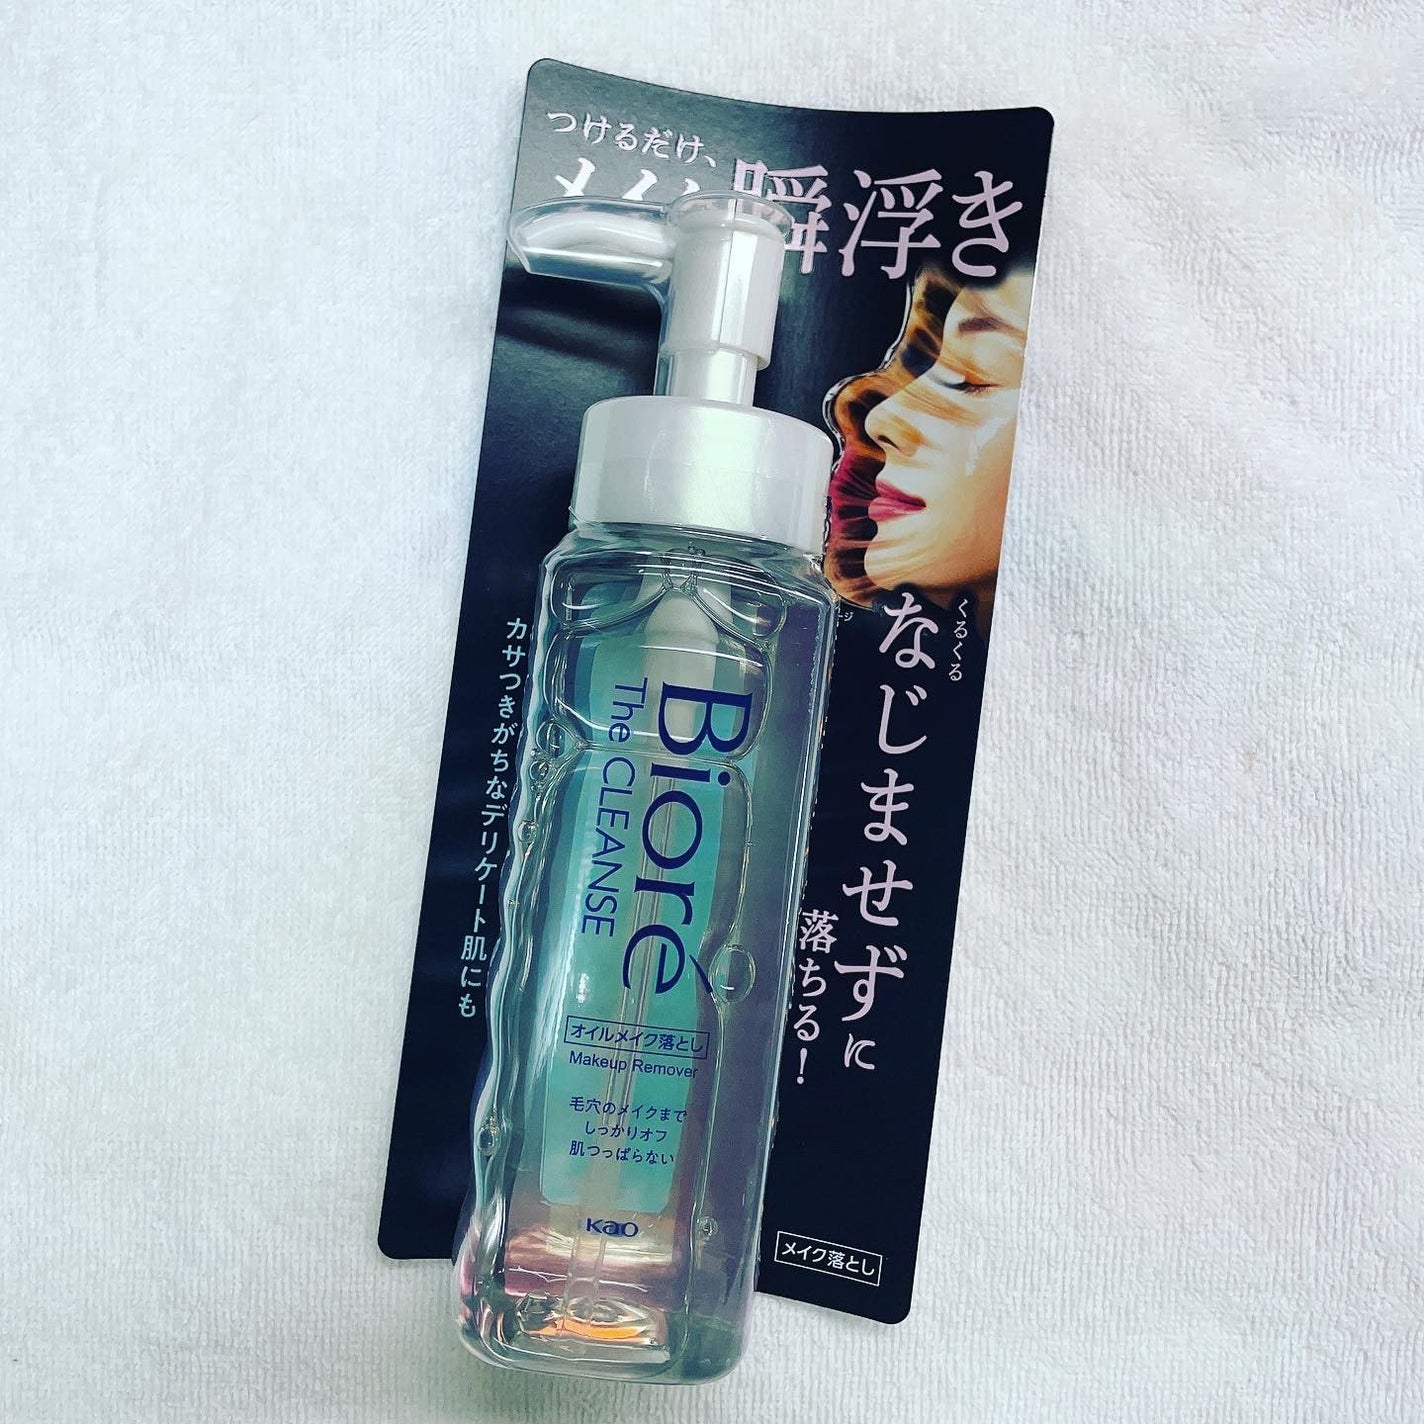 つけるだけ、
メイク瞬浮き
くるくる
なじませずに
落ちる!
カサつきがちなデリケート肌にも
Bioré
The CLEANSE
オイルメイク落とし
Makeup Remover
毛穴のメイクまで
しっかりオフ
肌つっぱらない
Kao
メイク落とし